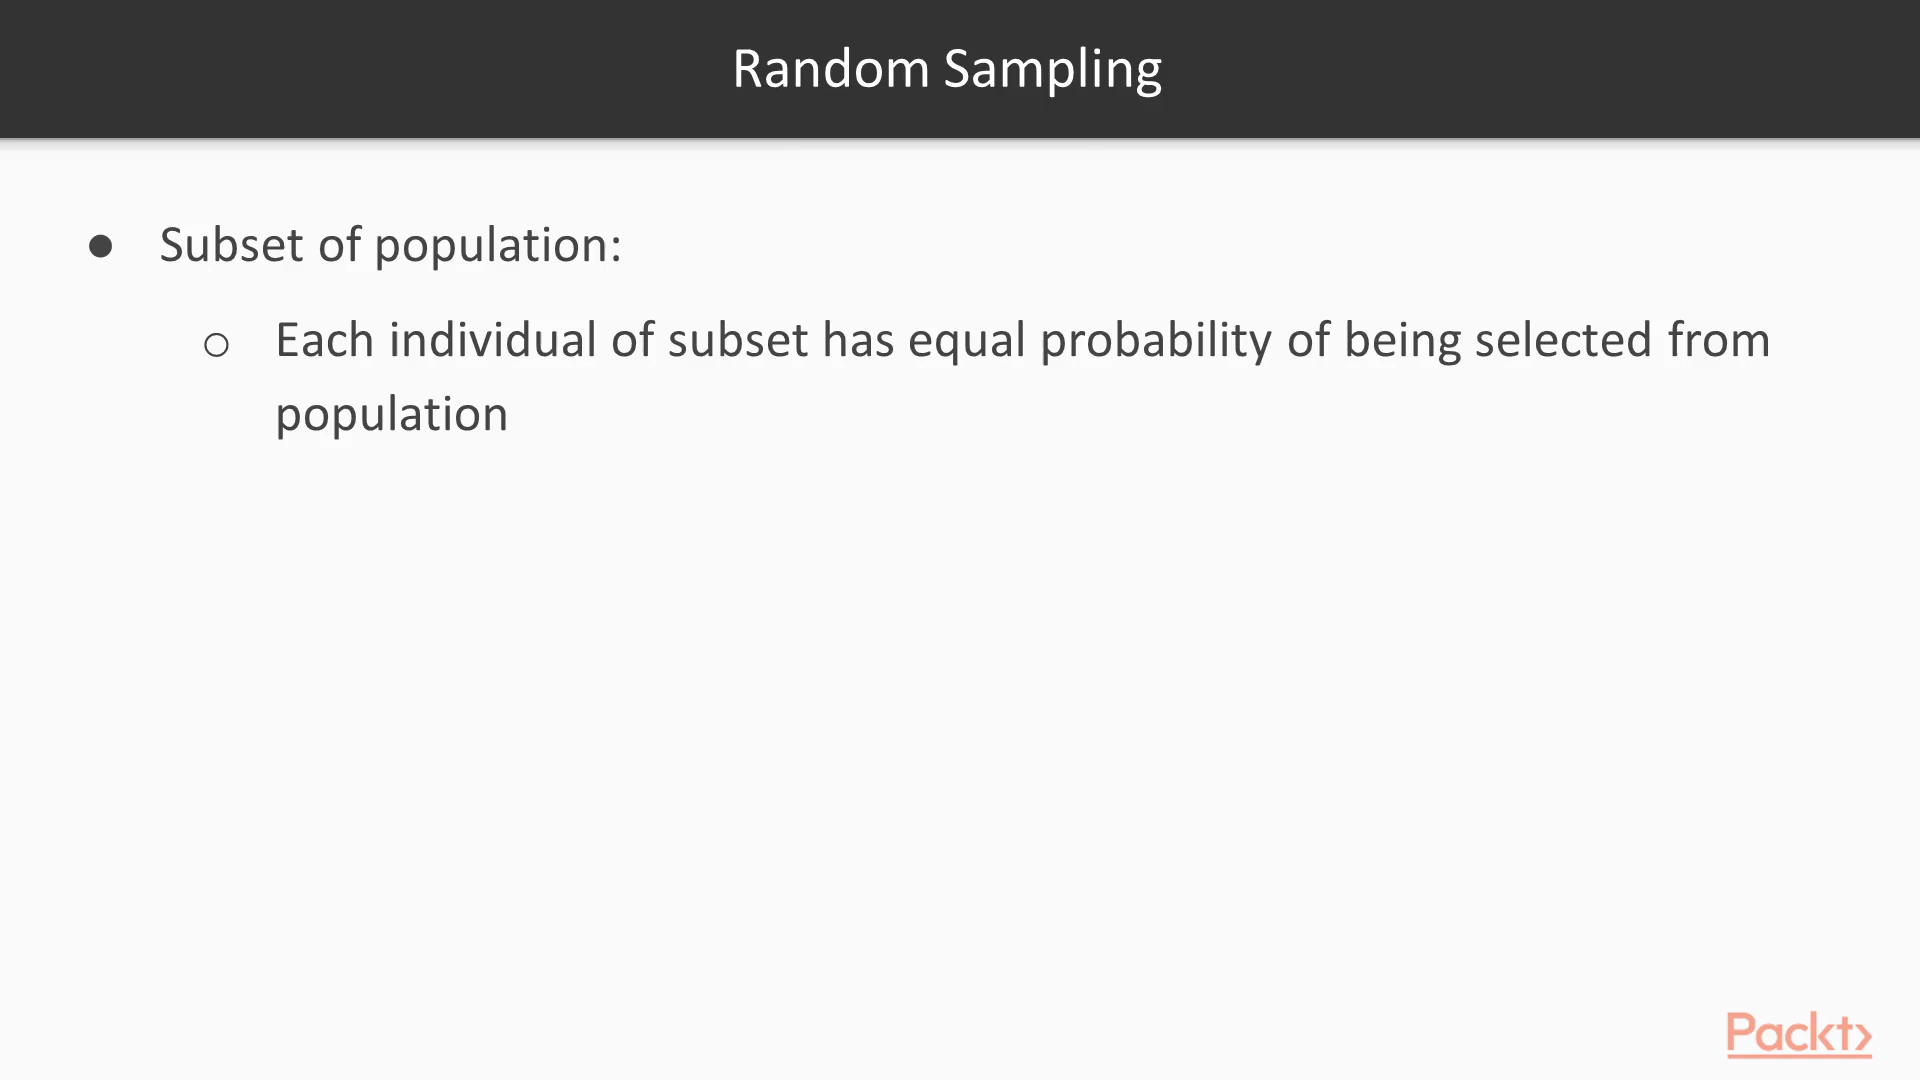 Random Sampling
● Subset of population:
○ Each individual of subset has equal probability of being selected from
population
Packt>